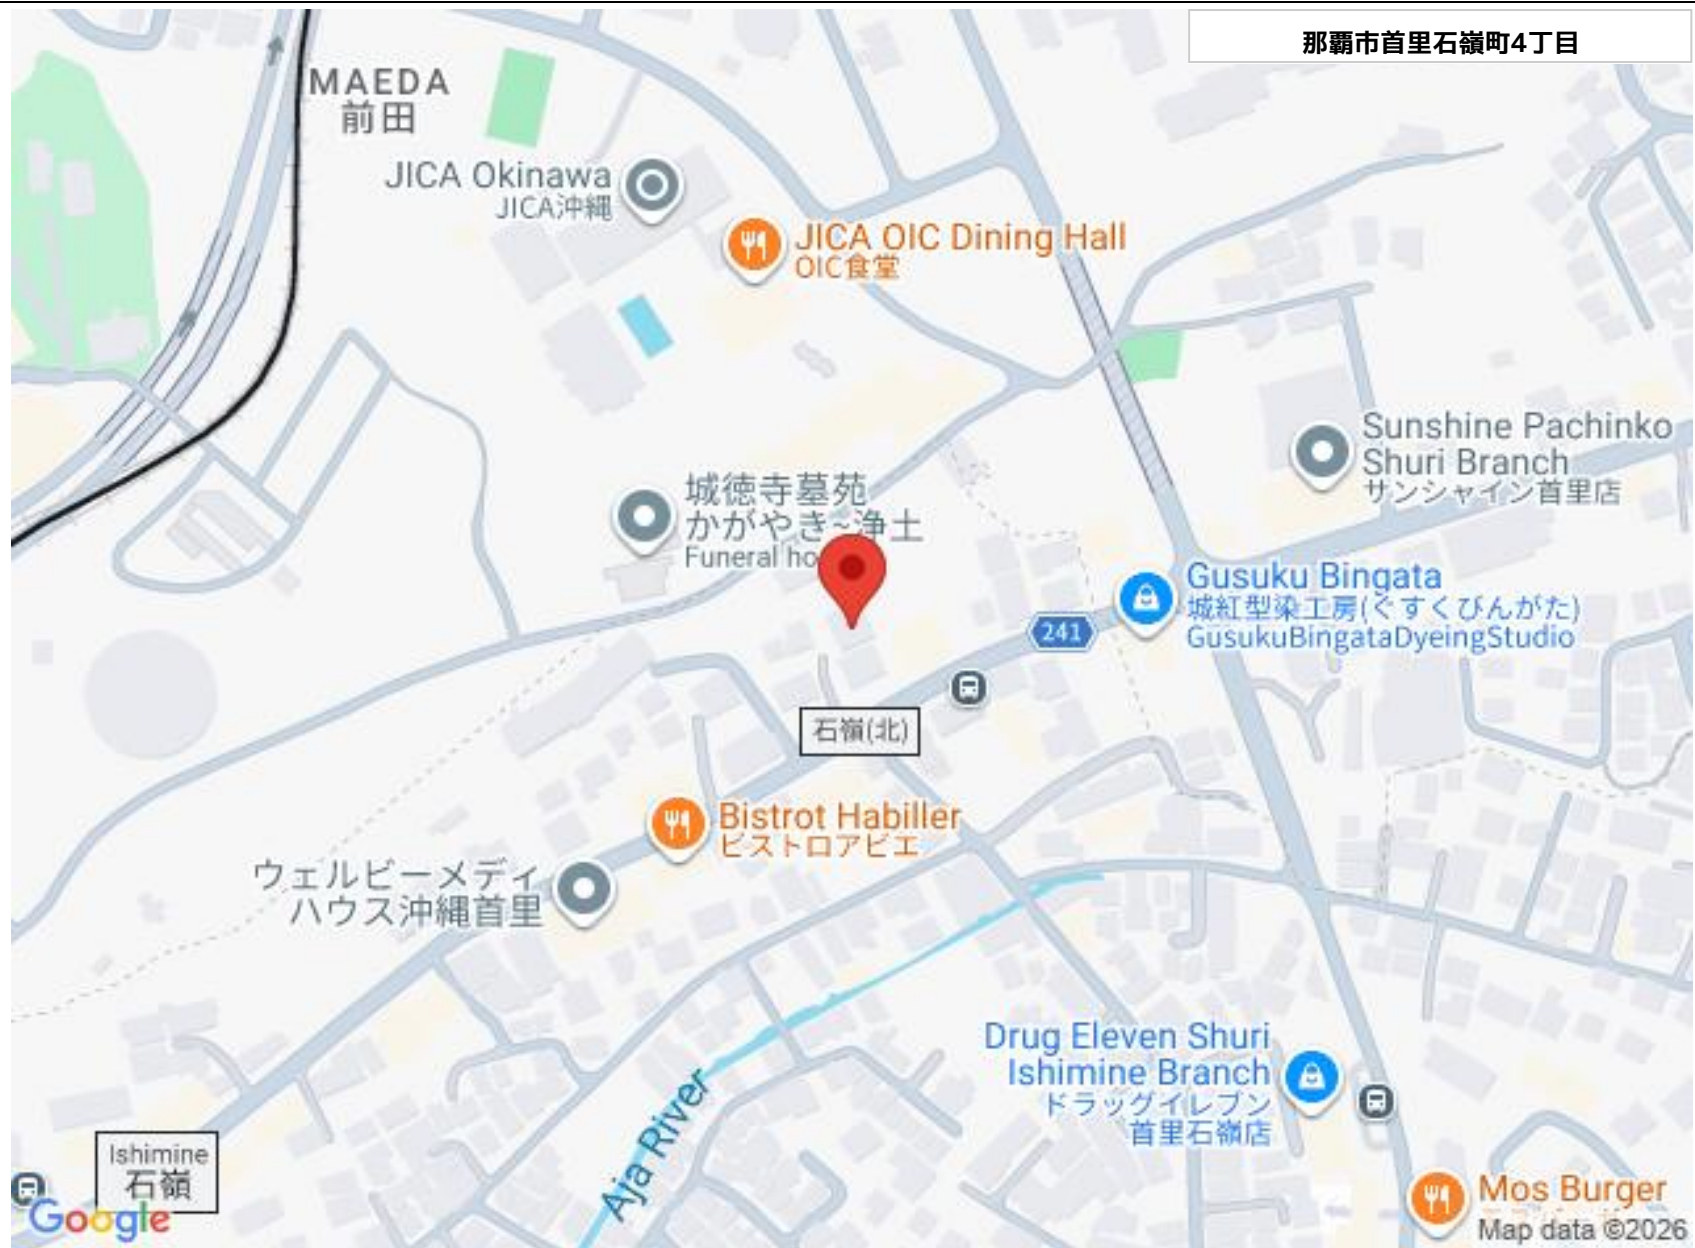 那覇市首里石嶺町4丁目
MAEDA
前田
JICA Okinawa
JICA沖縄
JICA OIC Dining Hall
OIC食堂
Sunshine Pachinko
Shuri Branch
サンシャイン首里店
城徳寺墓苑
かがやき~浄土
Funeral ho
Gusuku Bingata
城紅型染工房(ぐすくびんがた)
GusukuBingataDyeingStudio
241
石嶺(北)
Bistrot Habiller
ビストロアビエ
ウェルビーメディ
ハウス沖縄首里
Drug Eleven Shuri
Ishimine Branch
ドラッグイレブン
首里石嶺店
Aja River
Ishimine
石嶺
Mos Burger
Google
Map data ©2026